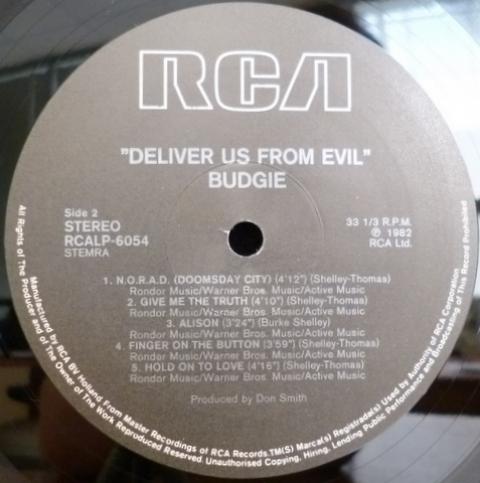 RCA
"DELIVER US FROM EVIL"
BUDGIE
Side 2
STEREO
RCALP-6054
STEMRA
33 1/3 R.P.M.
℗ 1982
RCA Ltd.
1. N.O.R.A.D. (DOOMSDAY CITY) (4'12") (Shelley-Thomas)
Rondor Music/Warner Bros. Music/Active Music
2. GIVE ME THE TRUTH (4'10") (Shelley-Thomas)
Rondor Music/Warner Bros. Music/Active Music
3. ALISON (3'24") (Burke Shelley)
Rondor Music/Warner Bros. Music/Active Music
4. FINGER ON THE BUTTON (3'59") (Shelley-Thomas)
Rondor Music/Warner Bros. Music/Active Music
5. HOLD ON TO LOVE (4'16") (Shelley-Thomas)
Rondor Music/Warner Bros. Music/Active Music
Produced by Don Smith
Manufactured by RCA BV Holland From Master Recordings of RCA Records.TM(S) Marca(s) Registrada(s) Used by Authority of RCA Corporation
All Rights of The Producer and of The Owner of The Work Reproduced Reserved. Unauthorised Copying, Hiring, Lending Public Performance and Broadcasting of This Record Prohibited